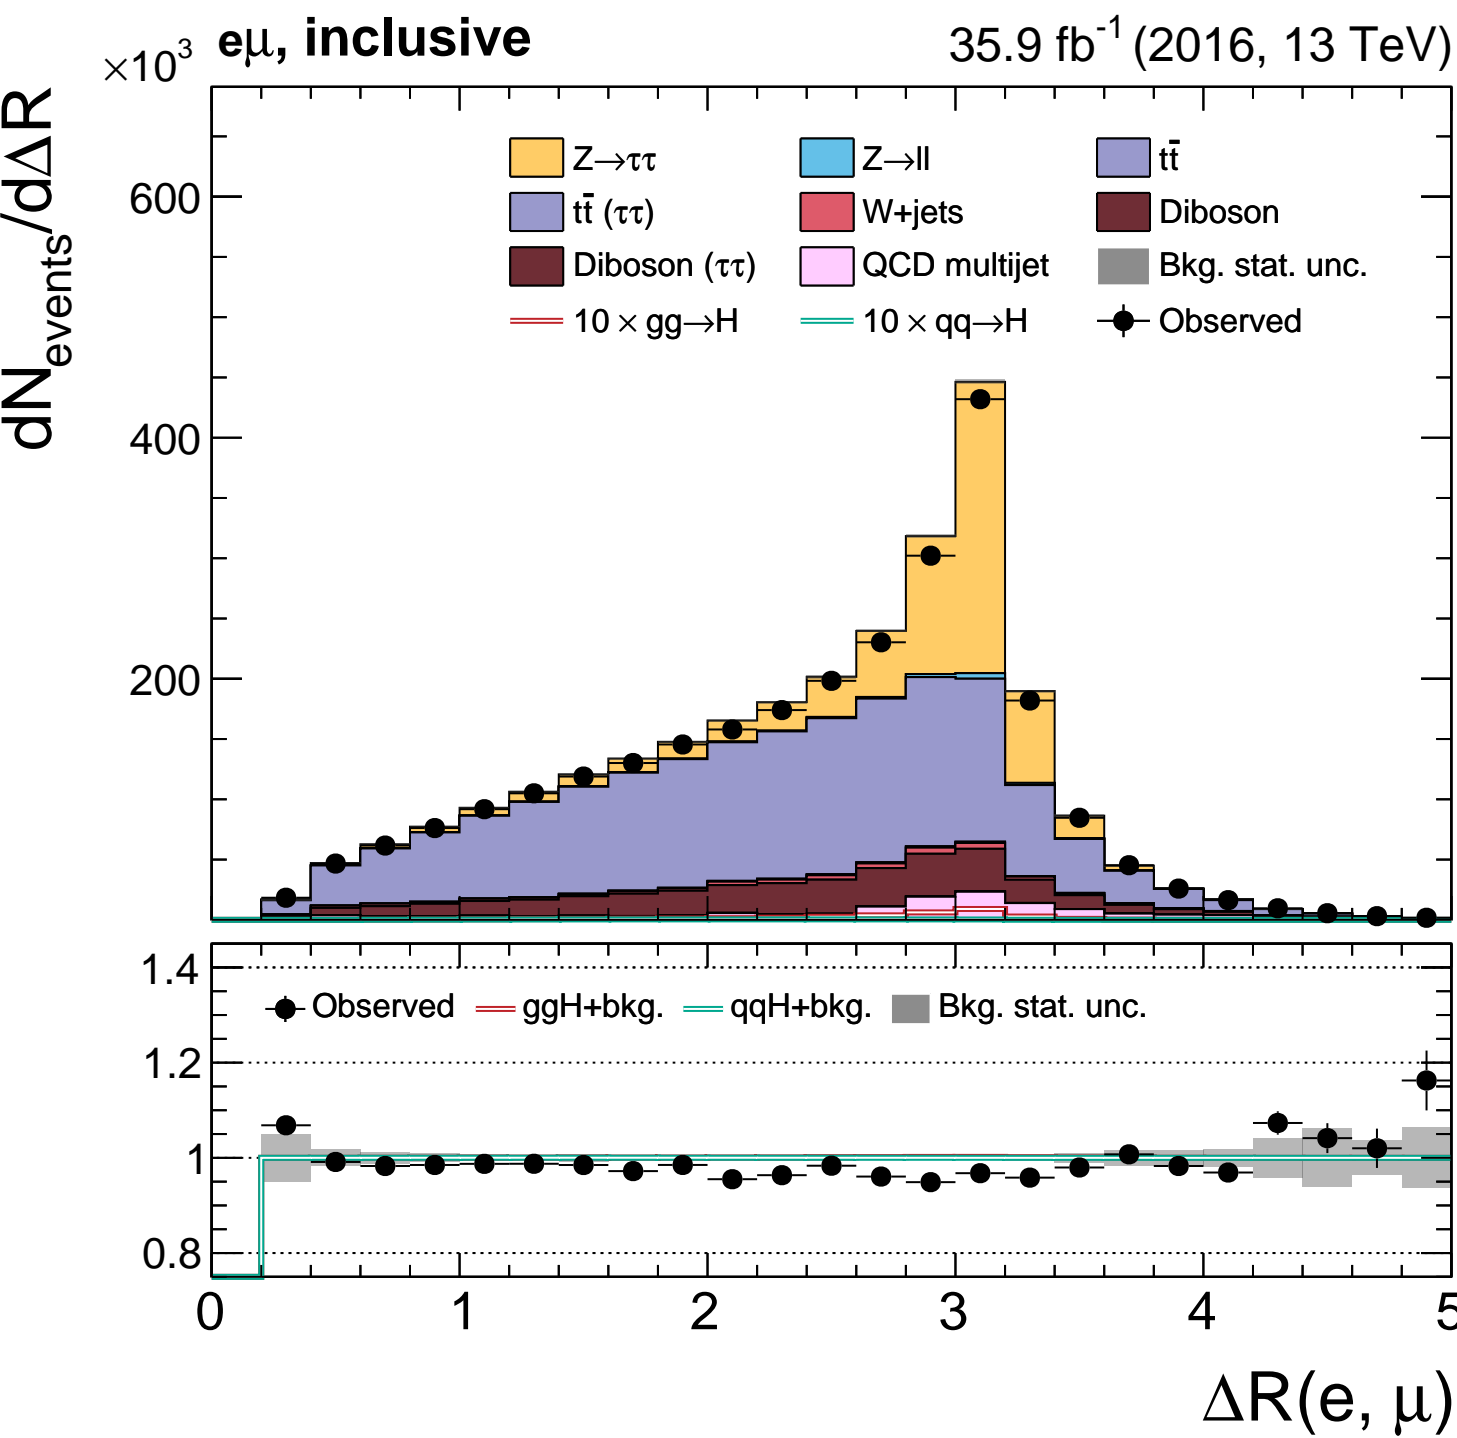 ×10³ eμ, inclusive 35.9 fb⁻¹ (2016, 13 TeV)
dN_events/dΔR
Z→ττ Z→ll tt̄
tt̄ (ττ) W+jets Diboson
Diboson (ττ) QCD multijet Bkg. stat. unc.
10 × gg→H 10 × qq→H Observed
600
400
200
1.4
Observed ggH+bkg. qqH+bkg. Bkg. stat. unc.
1.2
1
0.8
0 1 2 3 4 5
ΔR(e, μ)